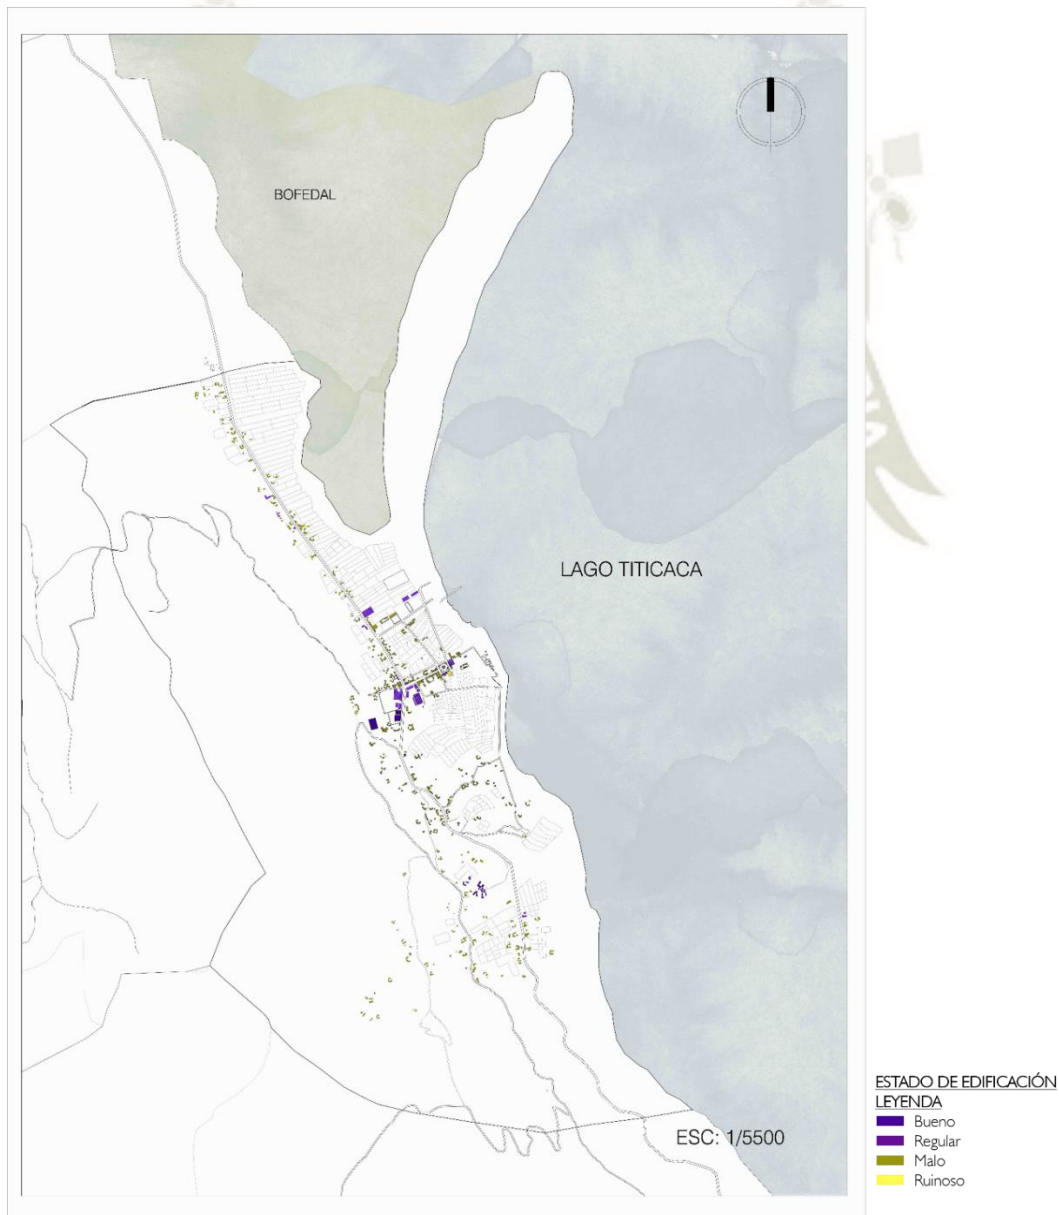 BOFEDAL
LAGO TITICACA
ESC: 1/5500
ESTADO DE EDIFICACIÓN
LEYENDA
Bueno
Regular
Malo
Ruinoso